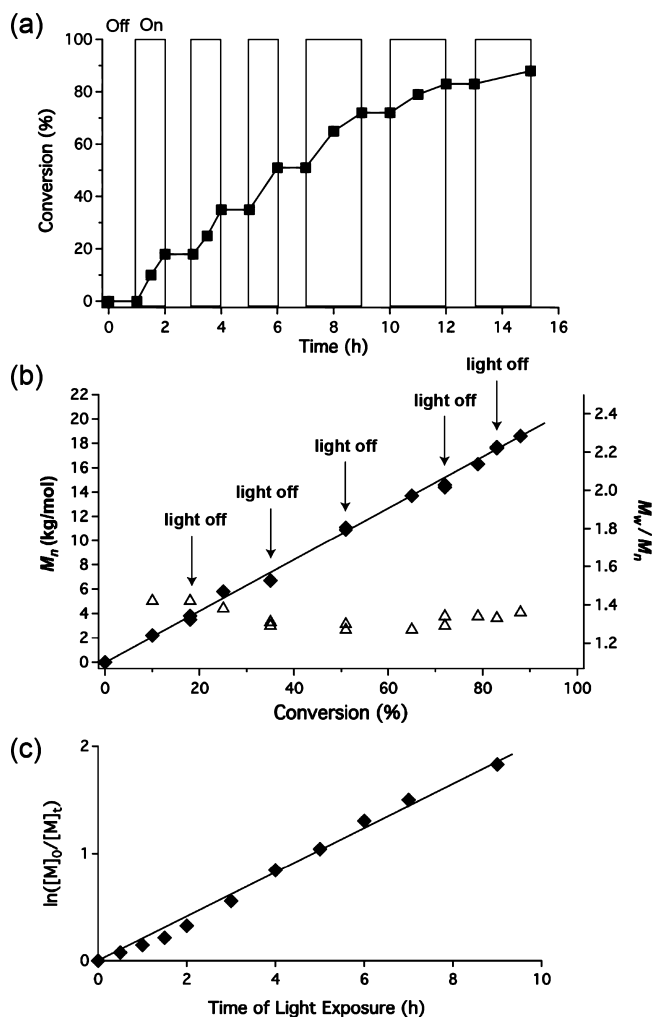 (a)
Off On
100
80
60
40
20
0
Conversion (%)
0 2 4 6 8 10 12 14 16
Time (h)
(b)
light off
light off
light off
light off
light off
22
20
18
16
14
12
10
8
6
4
2
0
Mn (kg/mol)
2.4
2.2
2.0
1.8
1.6
1.4
1.2
Mw/Mn
0 20 40 60 80 100
Conversion (%)
(c)
2
1
0
ln([M]0/[M]t)
0 2 4 6 8 10
Time of Light Exposure (h)